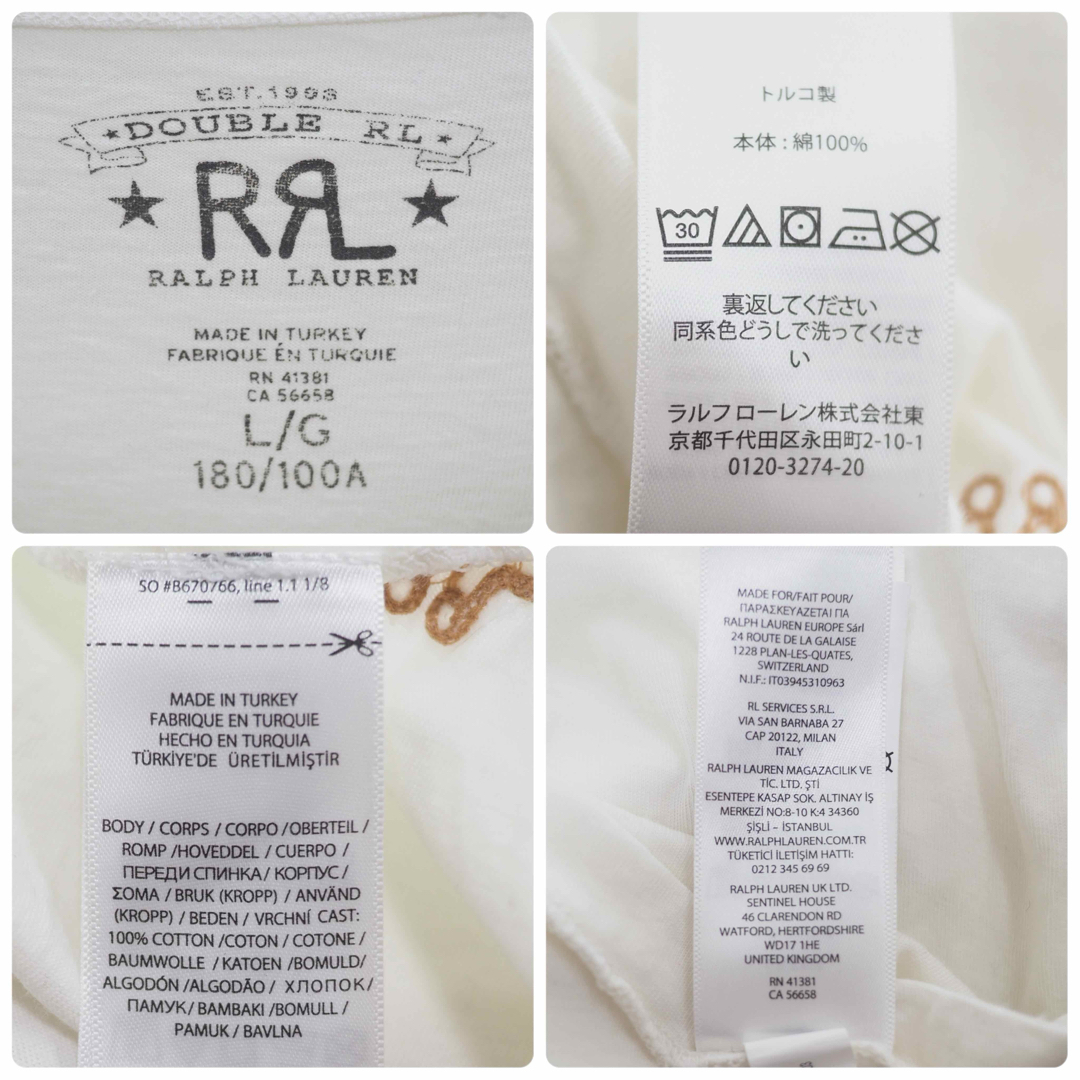 EST. 1993
DOUBLE RL
RRL
RALPH LAUREN
MADE IN TURKEY
FABRIQUE ÉN TURQUIE
RN 41381
CA 56658
L/G
180/100A
トルコ製
本体 : 綿100%
30
裏返してください
同系色どうしで洗ってくださ
い
ラルフ ローレン株式会社東
京都千代田区永田町2-10-1
0120-3274-20
SO #B670766, line 1.1 1/8
MADE IN TURKEY
FABRIQUE EN TURQUIE
HECHO EN TURQUIA
TÜRKİYE'DE ÜRETİLMİŞTİR
BODY / CORPS / CORPO /OBERTEIL /
ROMP /HOVEDDEL / CUERPO /
ПЕРЕДИ СПИНКА/ КОРПУС /
ΣΩΜΑ / BRUK (KROPP) / ANVÄND
(KROPP) / BEDEN / VRCHNÍ CAST:
100% COTTON /COTON / COTONE /
BAUMWOLLE / KATOEN /BOMULD/
ALGODÓN /ALGODÃO / ХЛОПОК/
ПАМУК/ BAMBAKI /BOMULL /
PAMUK / BAVLNA
MADE FOR/FAIT POUR/
ΠΑΡΑΣΚΕΥΑΖΕΤΑΙ ΓΙΑ
RALPH LAUREN EUROPE Sárl
24 ROUTE DE LA GALAISE
1228 PLAN-LES-QUATES,
SWITZERLAND
N.I.F.: IT03945310963
RL SERVICES S.R.L.
VIA SAN BARNABA 27
CAP 20122, MILAN
ITALY
RALPH LAUREN MAGAZACILIK VE
TİC. LTD. ŞTİ
ESENTEPE KASAP SOK. ALTINAY İŞ
MERKEZİ NO:8-10 K:4 34360
ŞİŞLİ – İSTANBUL
WWW.RALPHLAUREN.COM.TR
TÜKETİCİ İLETİŞİM HATTI:
0212 345 69 69
RALPH LAUREN UK LTD.
SENTINEL HOUSE
46 CLARENDON RD
WATFORD, HERTFORDSHIRE
WD17 1HE
UNITED KINGDOM
RN 41381
CA 56658